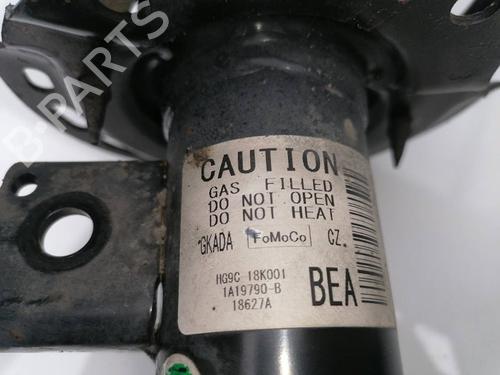 B-PARTS
CAUTION
GAS FILLED
DO NOT OPEN
DO NOT HEAT
*GKADA FoMoCo CZ.
HG9C 18K001
1A19790-B
18627A
BEA